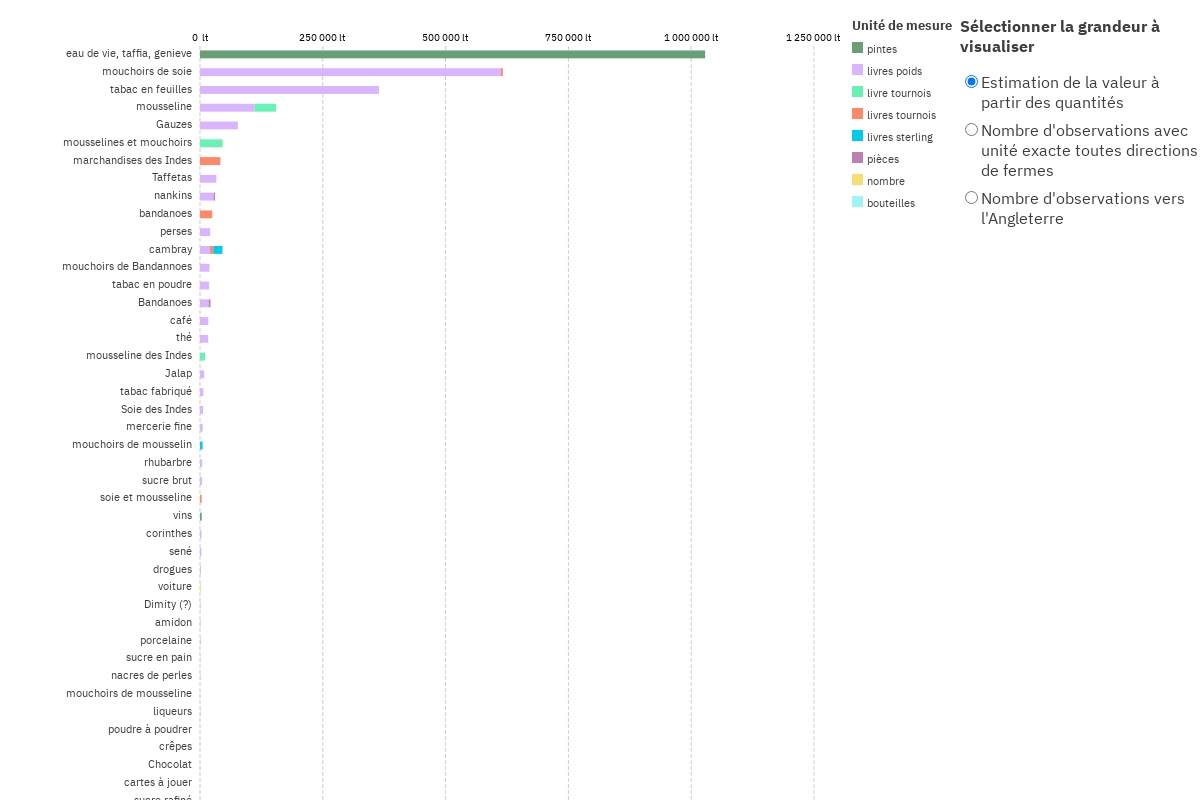 0 lt
250 000 lt
500 000 lt
750 000 lt
1 000 000 lt
1 250 000 lt
eau de vie, taffia, genieve
mouchoirs de soie
tabac en feuilles
mousseline
Gauzes
mousselines et mouchoirs
marchandises des Indes
Taffetas
nankins
bandanoes
perses
cambray
mouchoirs de Bandannoes
tabac en poudre
Bandanoes
café
thé
mousseline des Indes
Jalap
tabac fabriqué
Soie des Indes
mercerie fine
mouchoirs de mousselin
rhubarbre
sucre brut
soie et mousseline
vins
corinthes
sené
drogues
voiture
Dimity (?)
amidon
porcelaine
sucre en pain
nacres de perles
mouchoirs de mousseline
liqueurs
poudre à poudrer
crêpes
Chocolat
cartes à jouer
sucre rafiné
Unité de mesure
pintes
livres poids
livre tournois
livres tournois
livres sterling
pièces
nombre
bouteilles
Sélectionner la grandeur à
visualiser
Estimation de la valeur à
partir des quantités
Nombre d'observations avec
unité exacte toutes directions
de fermes
Nombre d'observations vers
l'Angleterre